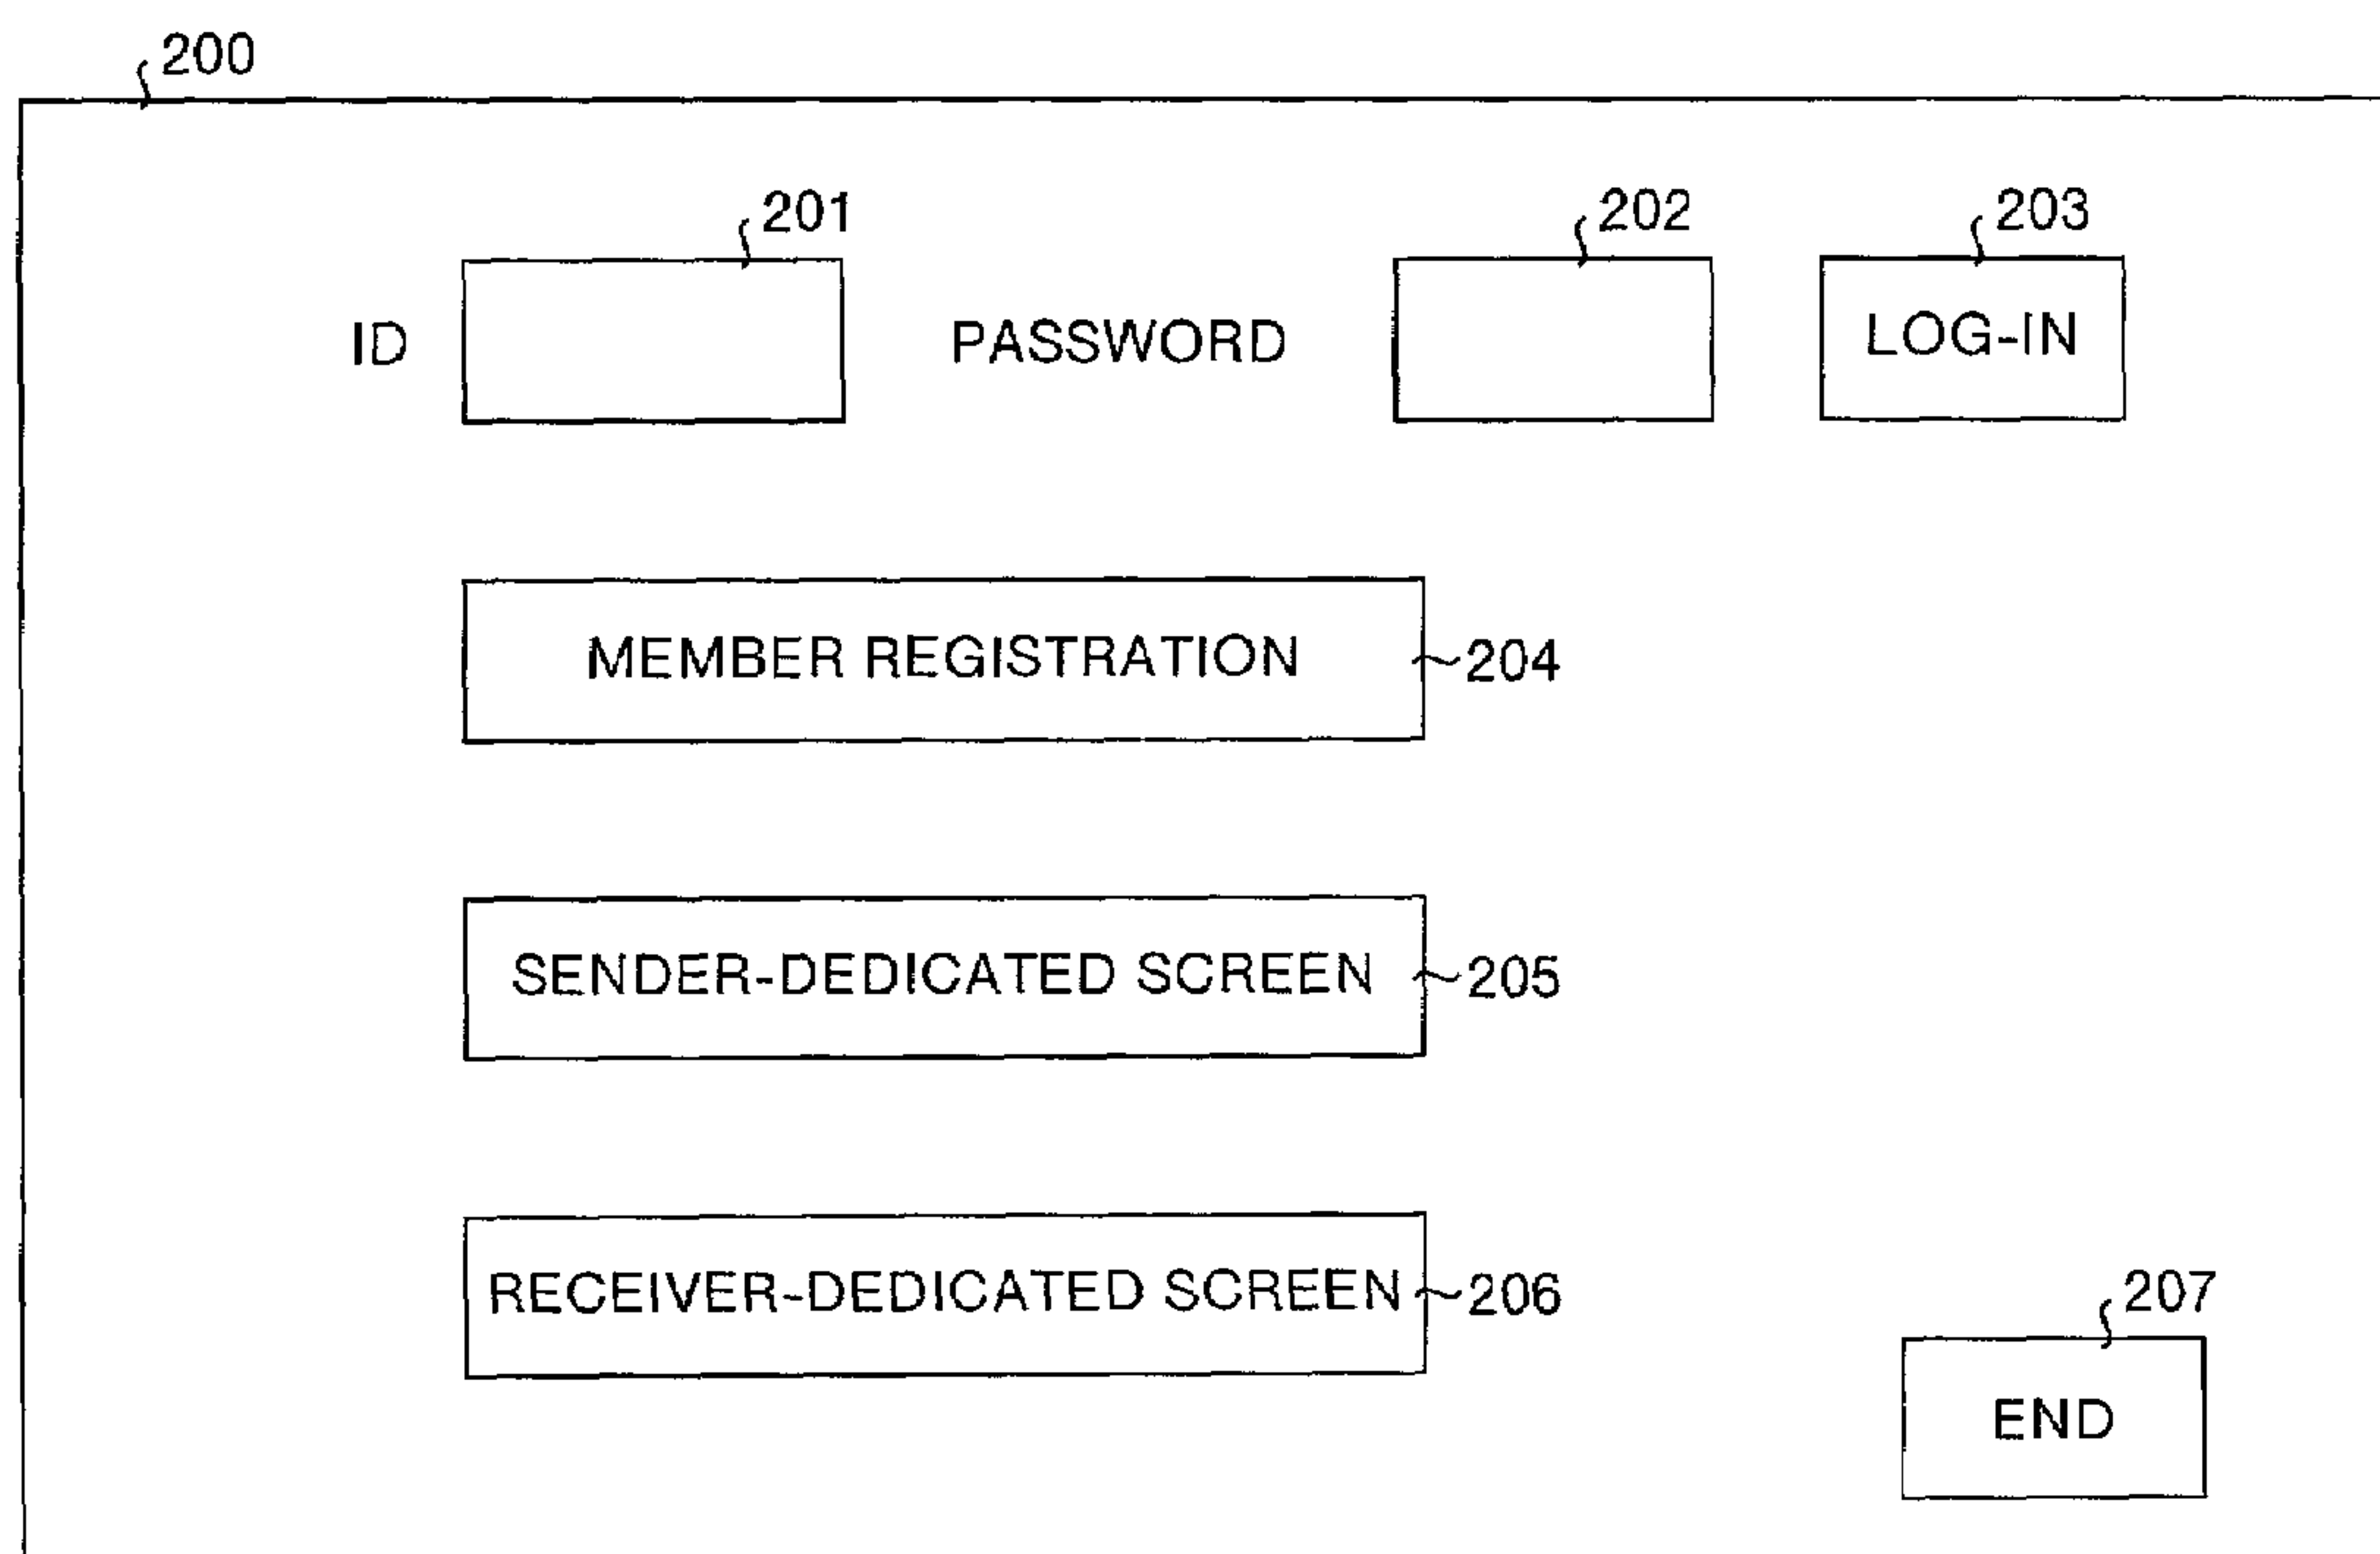 200
201
202
203
ID
PASSWORD
LOG-IN
MEMBER REGISTRATION
204
SENDER-DEDICATED SCREEN
205
RECEIVER-DEDICATED SCREEN
206
207
END